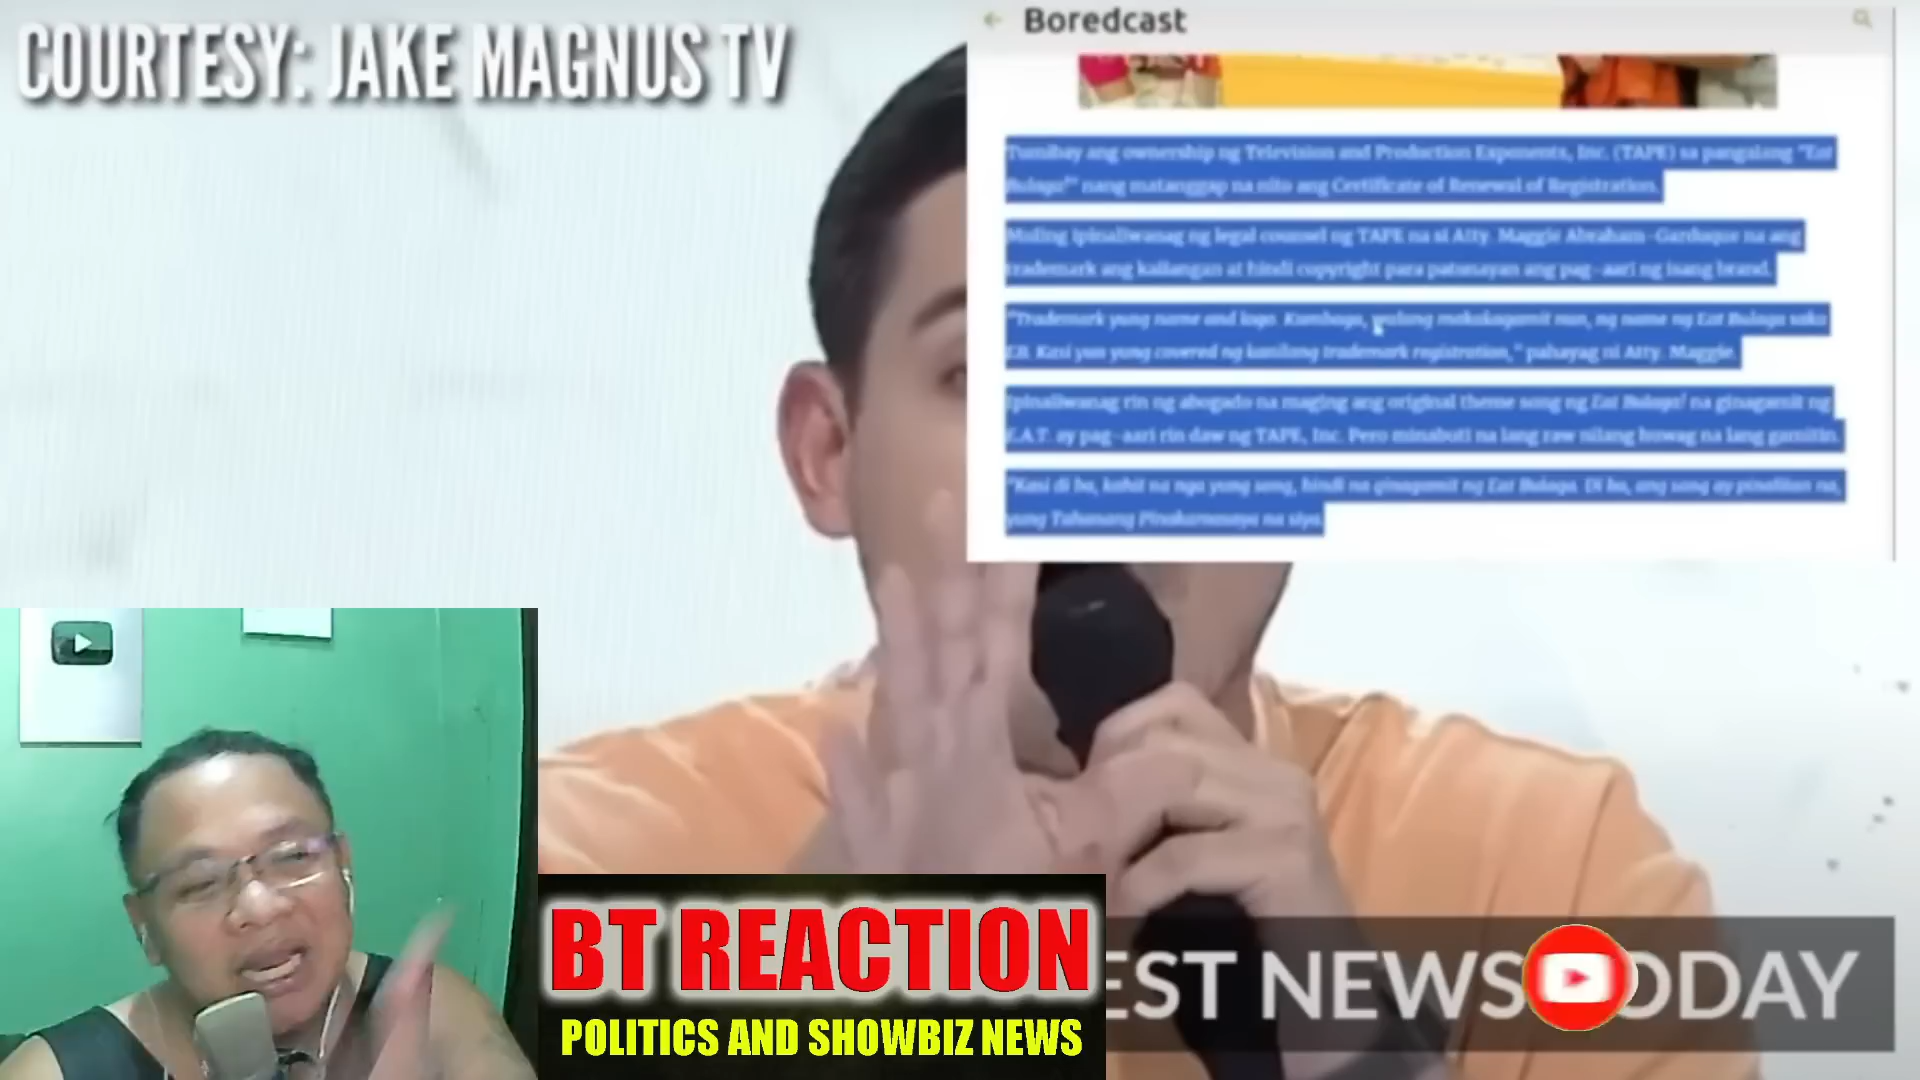 COURTESY: JAKE MAGNUS TV
Boredcast
Tumibay ang ownership ng Television and Production Exponents, Inc. (TAPE) sa pangalang "Eat
Bulaga!" nang matanggap na nito ang Certificate of Renewal of Registration.
Muling ipinaliwanag ng legal counsel ng TAPE na si Atty. Maggie Abraham-Garduque na ang
trademark ang kailangan at hindi copyright para patunayan ang pag-aari ng isang brand.
"Trademark yung name and logo. Kumbaga, walang makakagamit nun, ng name ng Eat Bulaga saka
EB. Kasi yun yung covered ng kanilang trademark registration," pahayag ni Atty. Maggie.
Ipinaliwanag rin ng abogado na maging ang original theme song ng Eat Bulaga! na ginagamit ng
E.A.T. ay pag-aari rin daw ng TAPE, Inc. Pero minabuti na lang raw nilang huwag na lang gamitin.
"Kasi di ba, kahit na nga yung song, hindi na ginagamit ng Eat Bulaga. Di ba, ang song ay pinalitan na,
yung Tahanang Pinakamasaya na siya.
BT REACTION
POLITICS AND SHOWBIZ NEWS
EST NEWS ODAY